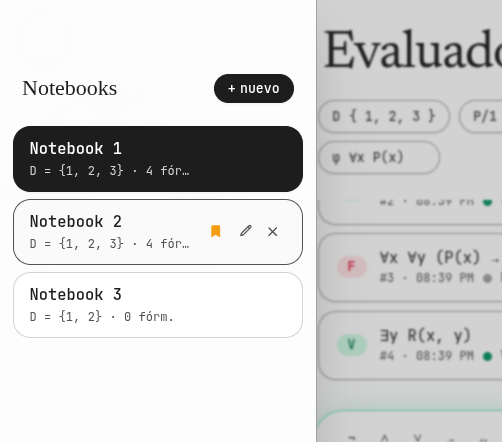 Notebooks
+ nuevo
Notebook 1
D = {1, 2, 3} · 4 fór…
Notebook 2
D = {1, 2, 3} · 4 fór…
Notebook 3
D = {1, 2} · 0 fórm.
Evaluado
D { 1, 2, 3 }
P/1
φ ∀x P(x)
#2 · 08:39 PM
F
∀x ∀y (P(x) →
#3 · 08:39 PM
V
∃y R(x, y)
#4 · 08:39 PM